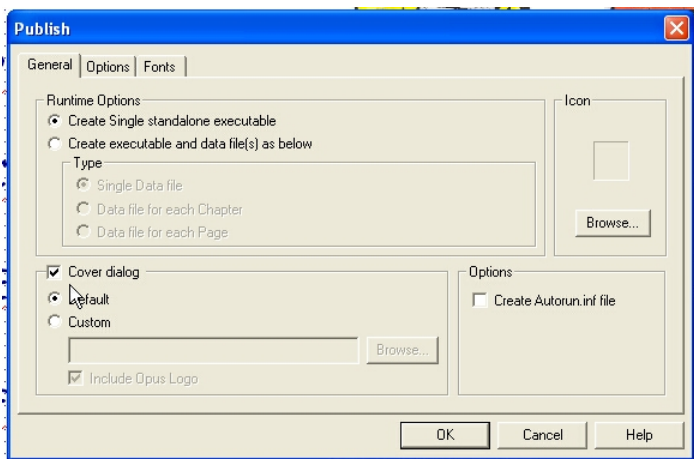 Publish
General Options Fonts
Runtime Options
Create Single standalone executable
Create executable and data file(s) as below
Type
Single Data file
Data file for each Chapter
Data file for each Page
Icon
Browse...
Cover dialog
Default
Custom
Browse...
Include Opus Logo
Options
Create Autorun.inf file
OK Cancel Help